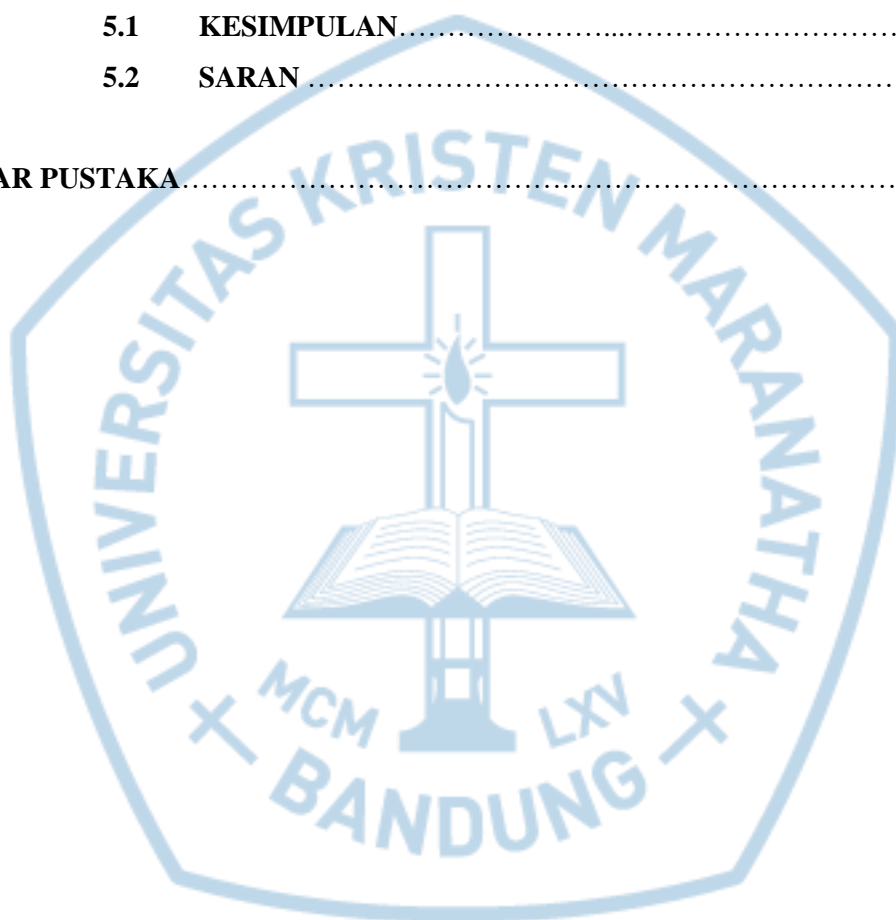 5.1 KESIMPULAN…………………...……………………….
5.2 SARAN …………………………….……………………….
AR PUSTAKA…………………………………...………………………….
UNIVERSITAS KRISTEN MARANATHA
MCM LXV
BANDUNG